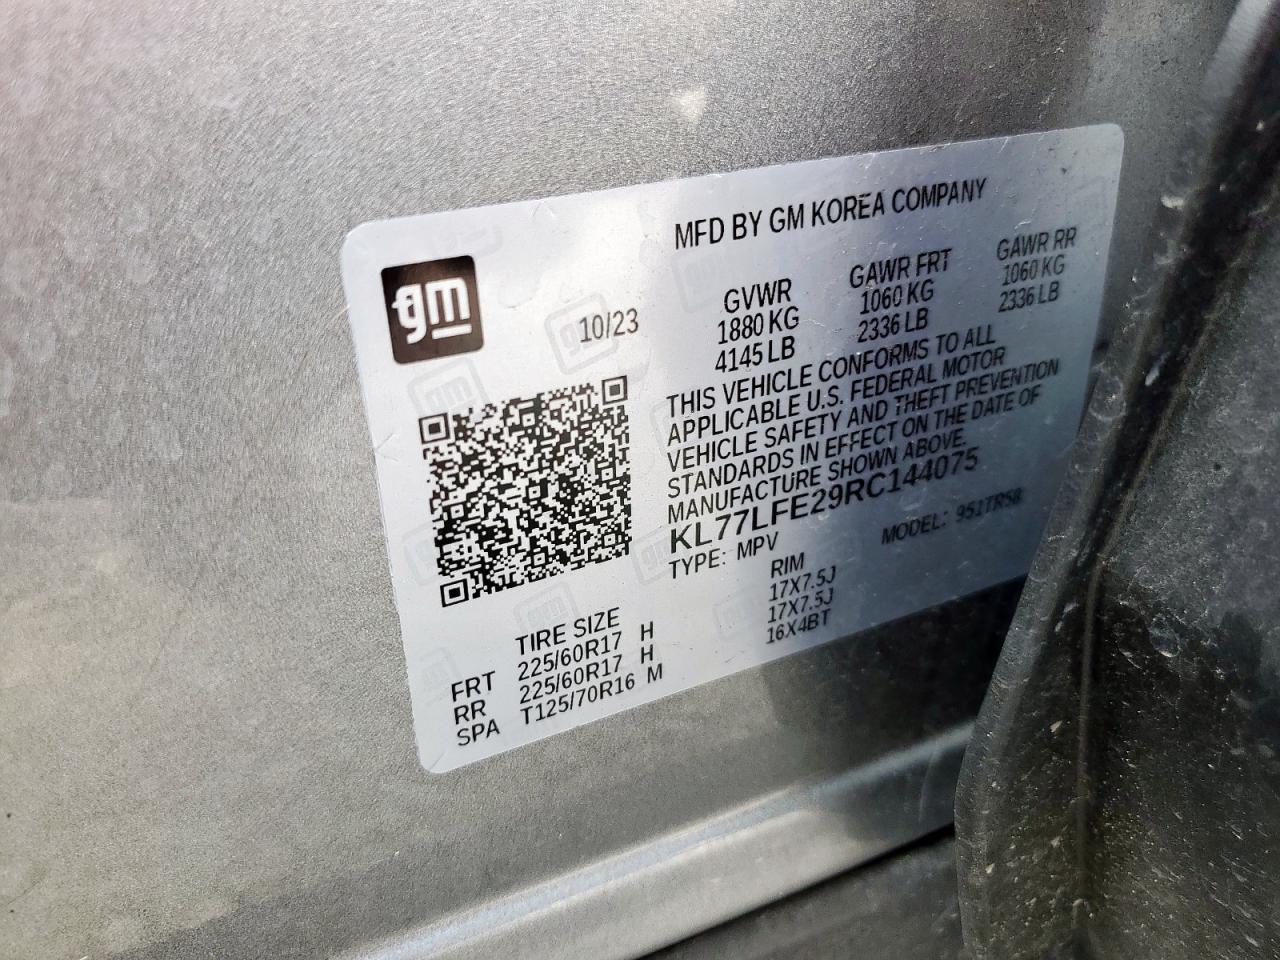 MFD BY GM KOREA COMPANY
gm
10/23
GVWR GAWR FRT GAWR RR
1880 KG 1060 KG 1060 KG
4145 LB 2336 LB 2336 LB
THIS VEHICLE CONFORMS TO ALL
APPLICABLE U.S. FEDERAL MOTOR
VEHICLE SAFETY AND THEFT PREVENTION
STANDARDS IN EFFECT ON THE DATE OF
MANUFACTURE SHOWN ABOVE.
KL77LFE29RC144075
TYPE: MPV MODEL: 951TR58
TIRE SIZE RIM
FRT 225/60R17 H 17X7.5J
RR 225/60R17 H 17X7.5J
SPA T125/70R16 M 16X4BT